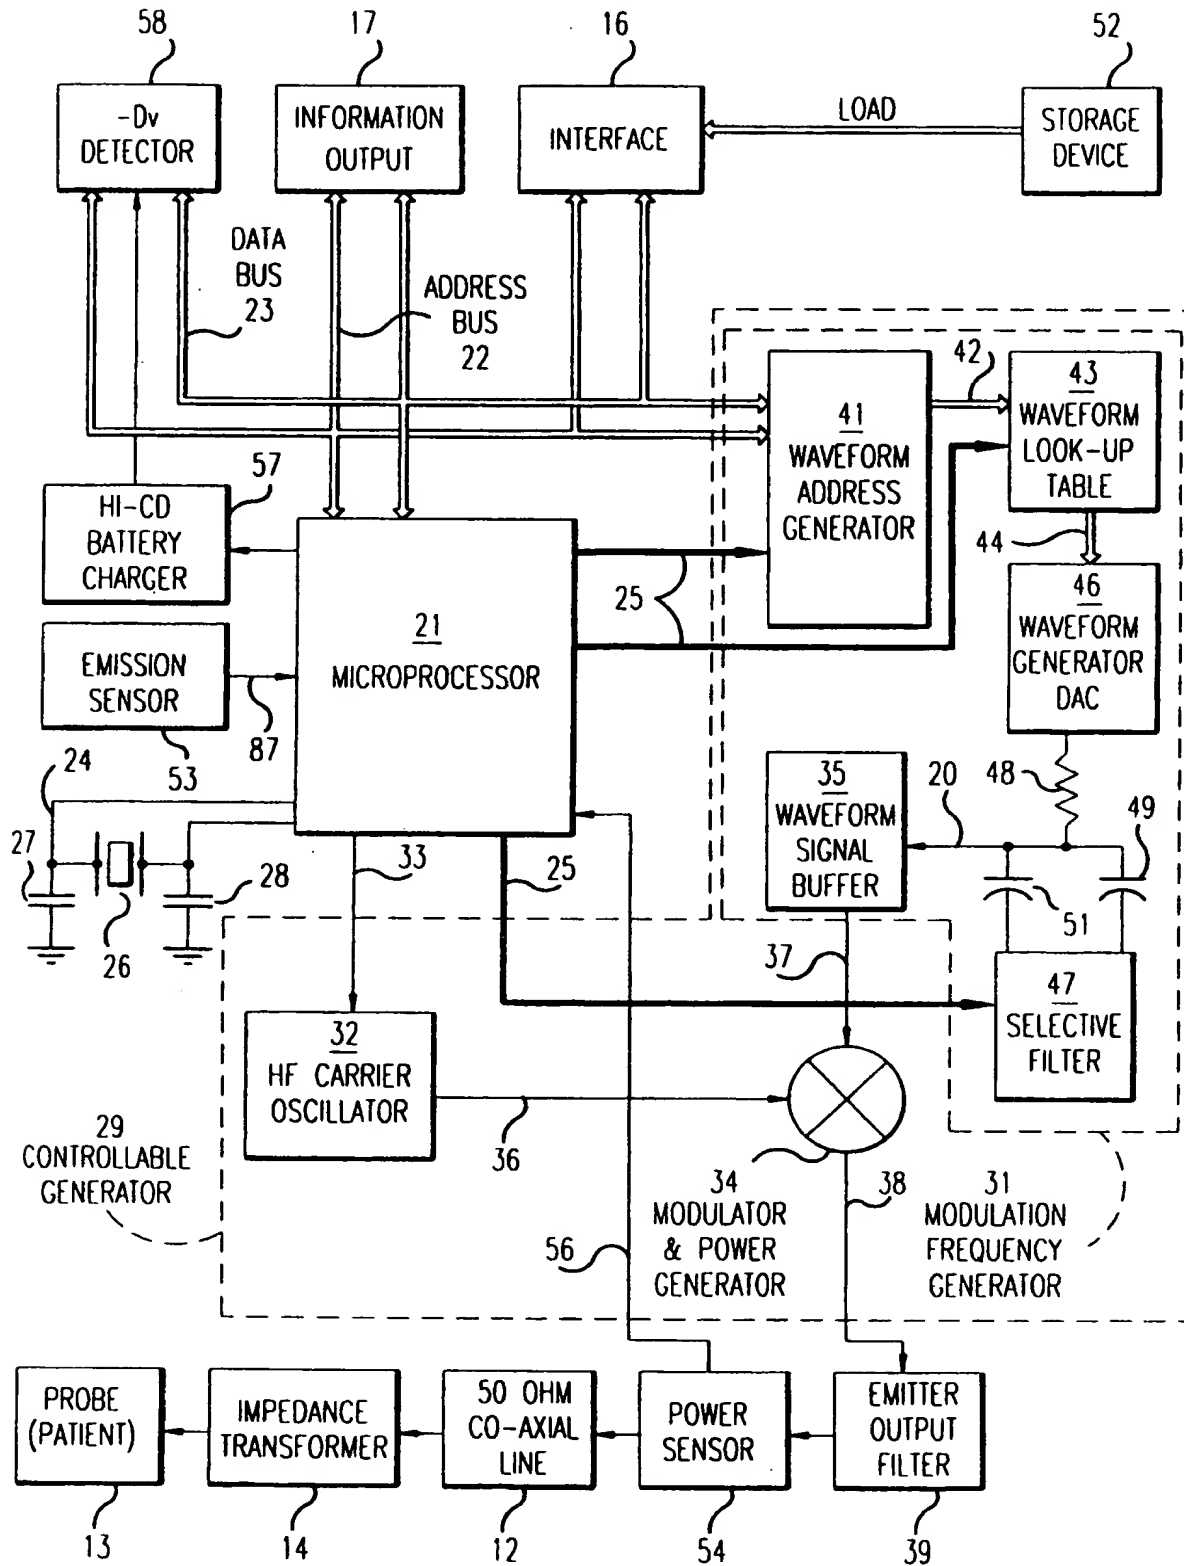 58
17
16
52
-Dv
DETECTOR
INFORMATION
OUTPUT
INTERFACE
LOAD
STORAGE
DEVICE
DATA
BUS
23
ADDRESS
BUS
22
41
WAVEFORM
ADDRESS
GENERATOR
42
43
WAVEFORM
LOOK-UP
TABLE
44
57
HI-CD
BATTERY
CHARGER
21
MICROPROCESSOR
25
46
WAVEFORM
GENERATOR
DAC
EMISSION
SENSOR
87
53
24
27
26
28
33
25
35
WAVEFORM
SIGNAL
BUFFER
20
48
49
51
37
47
SELECTIVE
FILTER
32
HF CARRIER
OSCILLATOR
36
29
CONTROLLABLE
GENERATOR
56
34
MODULATOR
& POWER
GENERATOR
38
31
MODULATION
FREQUENCY
GENERATOR
PROBE
(PATIENT)
IMPEDANCE
TRANSFORMER
50 OHM
CO-AXIAL
LINE
POWER
SENSOR
EMITTER
OUTPUT
FILTER
13
14
12
54
39